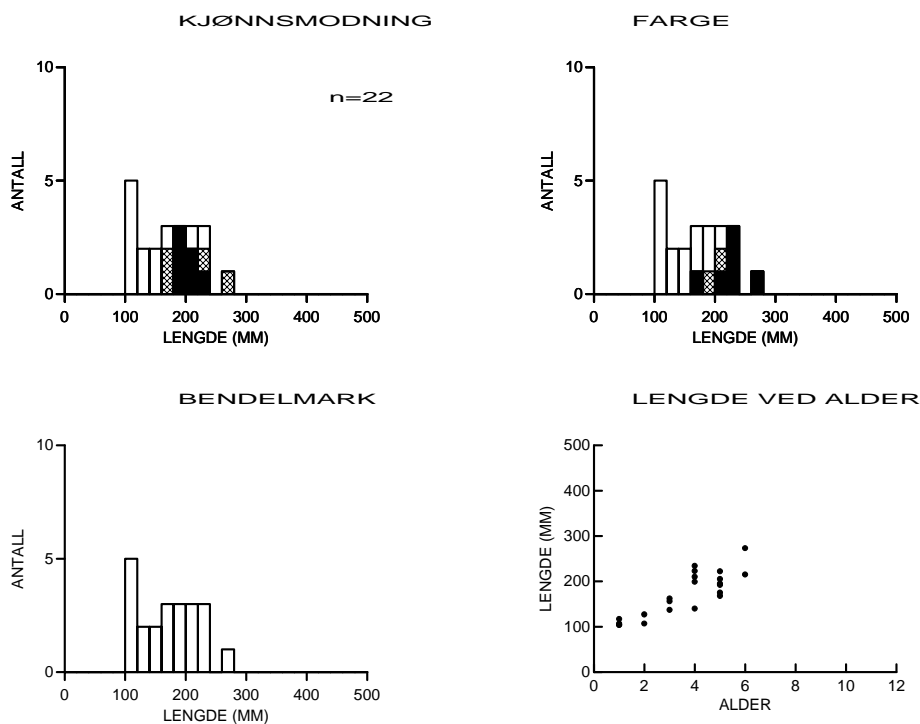 KJØNNSMODNING
10
n=22
ANTALL
5
0
0 100 200 300 400 500
LENGDE (MM)
FARGE
10
ANTALL
5
0
0 100 200 300 400 500
LENGDE (MM)
BENDELMARK
10
ANTALL
5
0
0 100 200 300 400 500
LENGDE (MM)
LENGDE VED ALDER
500
400
LENGDE (MM)
300
200
100
0
0 2 4 6 8 10 12
ALDER